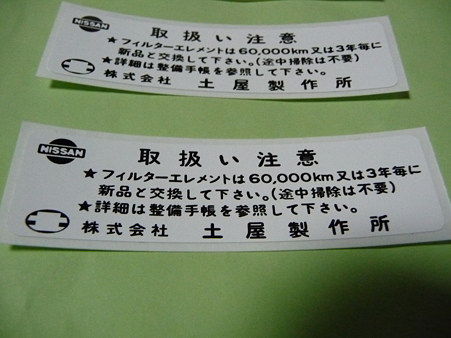 NISSAN
取扱い注意
★フィルターエレメントは60,000km又は3年毎に
新品と交換して下さい。(途中掃除は不要)
★詳細は整備手帳を参照して下さい。
株式会社 土屋製作所
NISSAN
取扱い注意
★フィルターエレメントは60,000km又は3年毎に
新品と交換して下さい。(途中掃除は不要)
★詳細は整備手帳を参照して下さい。
株式会社 土屋製作所